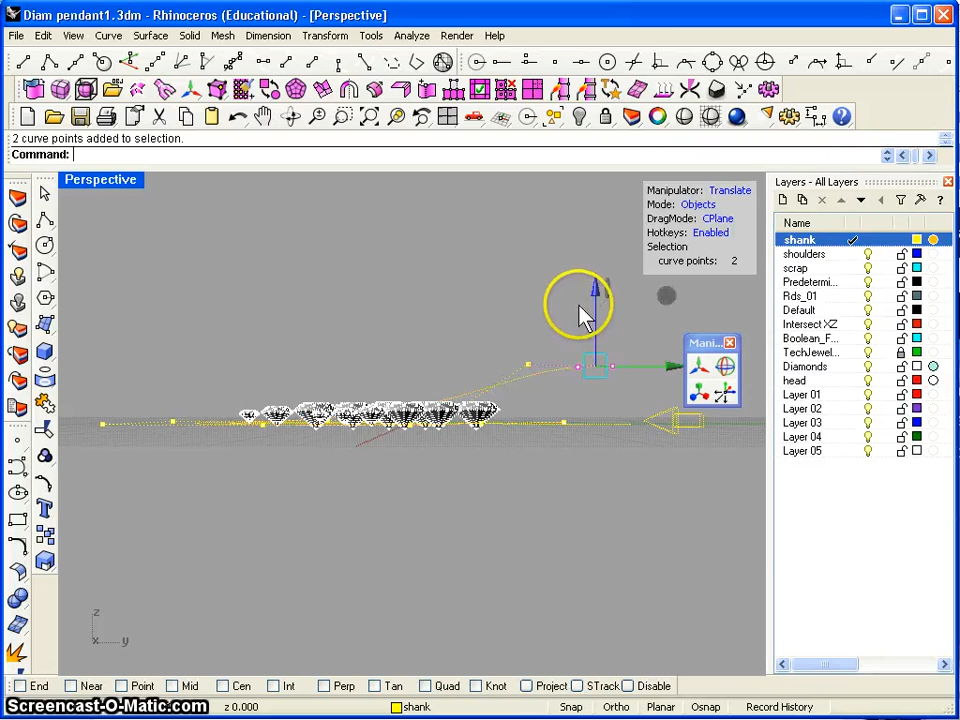 Diam pendant1.3dm - Rhinoceros (Educational) - [Perspective]
File Edit View Curve Surface Solid Mesh Dimension Transform Tools Analyze Render Help
2 curve points added to selection.
Command:
Perspective
Manipulator: Translate
Mode: Objects
DragMode: CPlane
Hotkeys: Enabled
Selection
curve points: 2
Mani...
z
x y
Layers - All Layers
Name
shank
shoulders
scrap
Predetermi...
Rds_01
Default
Intersect XZ
Boolean_F...
TechJewel...
Diamonds
head
Layer 01
Layer 02
Layer 03
Layer 04
Layer 05
End Near Point Mid Cen Int Perp Tan Quad Knot Project STrack Disable
Screencast-O-Matic.com
z 0.000 shank Snap Ortho Planar Osnap Record History